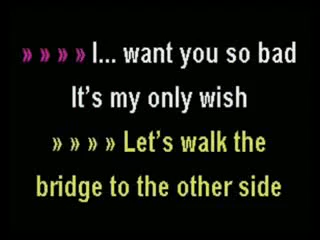 » » » » I... want you so bad
It's my only wish
» » » » Let's walk the
bridge to the other side